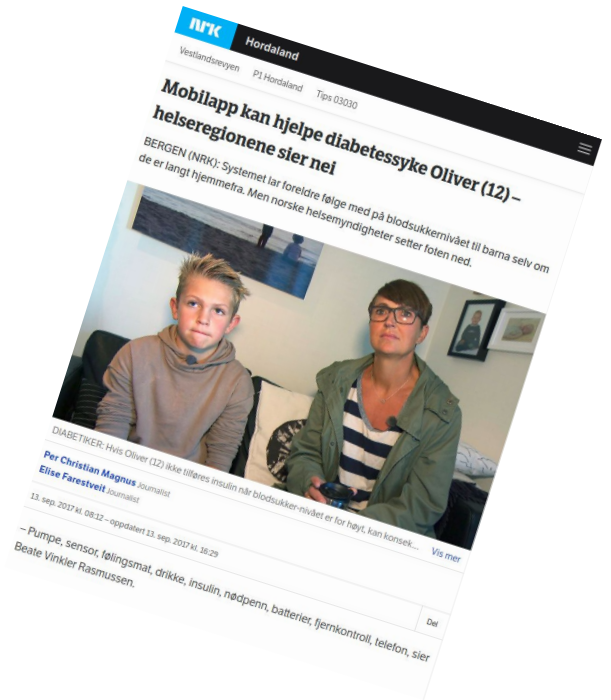 nrk
Hordaland
Vestlandsrevyen P1 Hordaland Tips 03030
Mobilapp kan hjelpe diabetessyke Oliver (12) –
helseregionene sier nei
BERGEN (NRK): Systemet lar foreldre følge med på blodsukkernivået til barna selv om
de er langt hjemmefra. Men norske helsemyndigheter setter foten ned.
DIABETIKER: Hvis Oliver (12) ikke tilføres insulin når blodsukker-nivået er for høyt, kan konsek...
Vis mer
Per Christian Magnus Journalist
Elise Farestveit Journalist
13. sep. 2017 kl. 08:12 – oppdatert 13. sep. 2017 kl. 16:29
Del
– Pumpe, sensor, følingsmat, drikke, insulin, nødpenn, batterier, fjernkontroll, telefon, sier
Beate Vinkler Rasmussen.